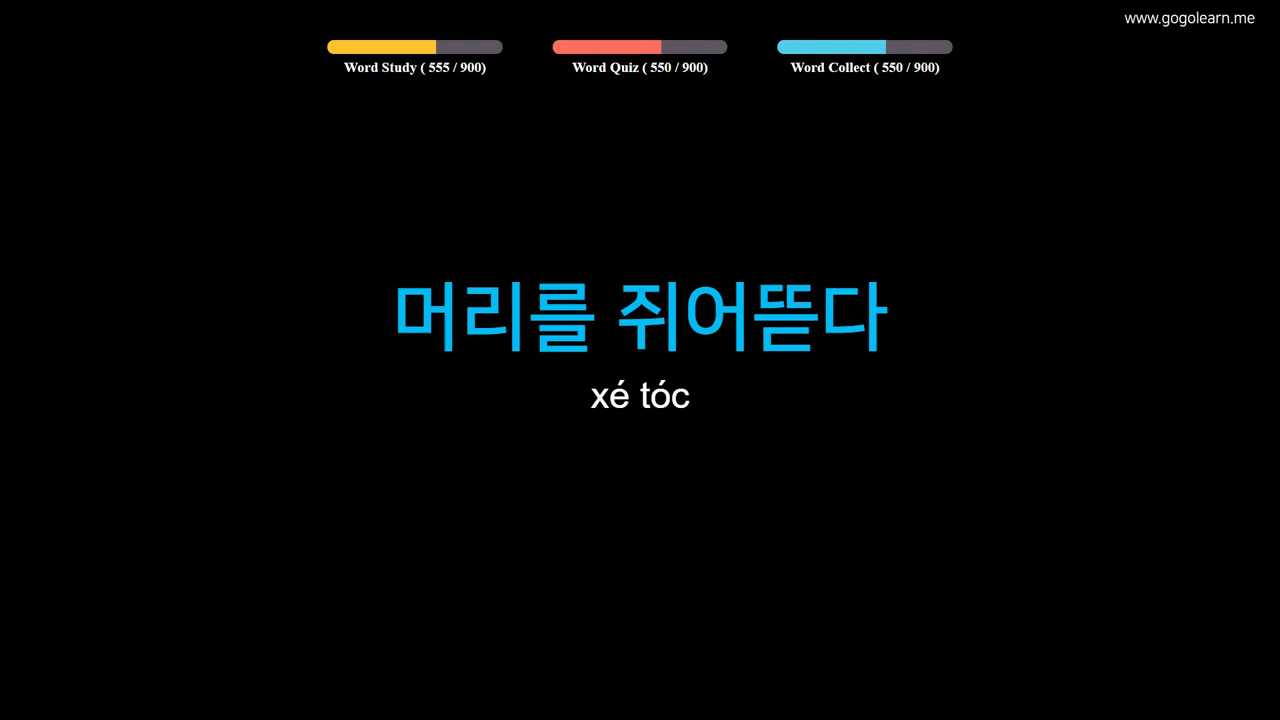 www.gogolearn.me
Word Study ( 555 / 900)
Word Quiz ( 550 / 900)
Word Collect ( 550 / 900)
머리를 쥐어뜯다
xé tóc